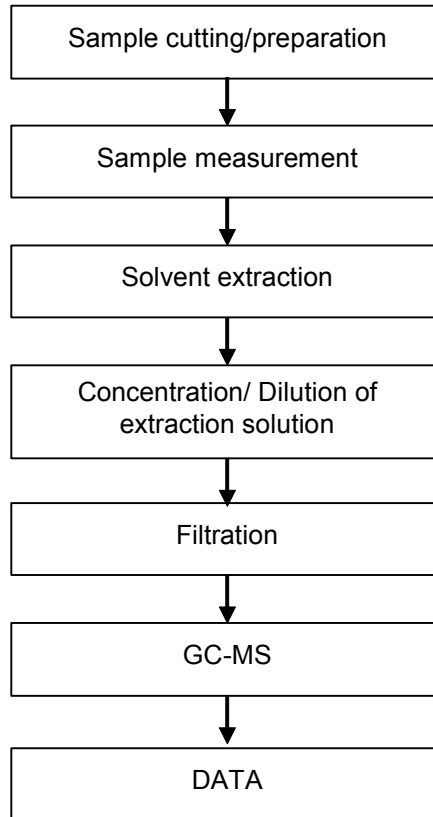 Sample cutting/preparation
Sample measurement
Solvent extraction
Concentration/ Dilution of
extraction solution
Filtration
GC-MS
DATA